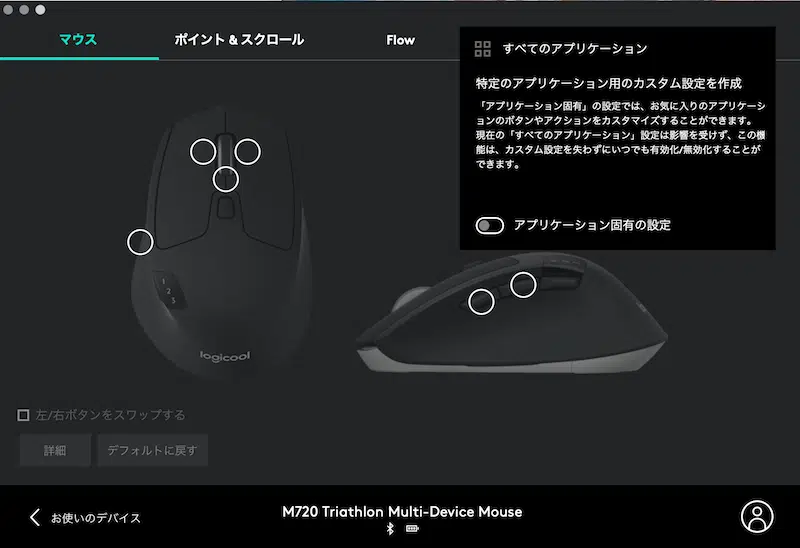 マウス
ポイント & スクロール
Flow
すべてのアプリケーション
特定のアプリケーション用のカスタム設定を作成
「アプリケーション固有」の設定では、お気に入りのアプリケーシ
ョンのボタンやアクションをカスタマイズすることができます。
現在の「すべてのアプリケーション」設定は影響を受けず、この機
能は、カスタム設定を失わずにいつでも有効化/無効化することが
できます。
アプリケーション固有の設定
1
2
3
logicool
左/右ボタンをスワップする
詳細
デフォルトに戻す
お使いのデバイス
M720 Triathlon Multi-Device Mouse